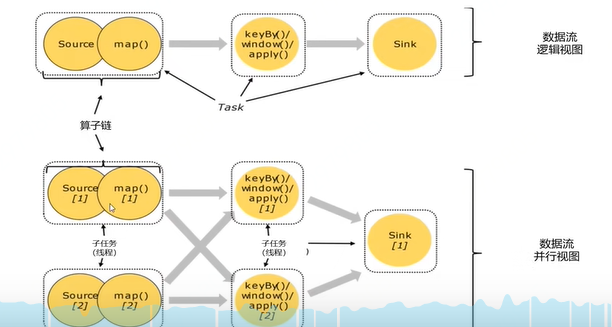 Source
map()
keyBy()/
window()/
apply()
Sink
数据流
逻辑视图
Task
算子链
Source
[1]
map()
[1]
keyBy()/
window()/
apply()
[1]
Sink
[1]
子任务
(线程)
子任务
(线程)
)
数据流
并行视图
Source
[2]
map()
[2]
keyBy()/
window()/
apply()
[2]